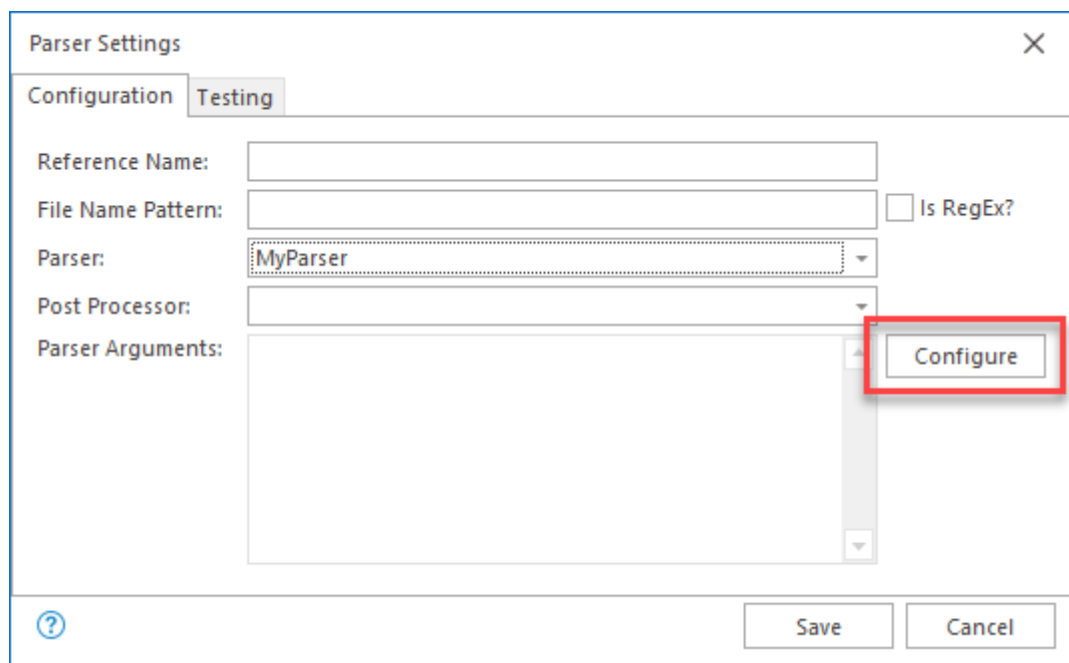 Parser Settings
Configuration Testing
Reference Name:
File Name Pattern: Is RegEx?
Parser: MyParser
Post Processor:
Parser Arguments: Configure
Save Cancel